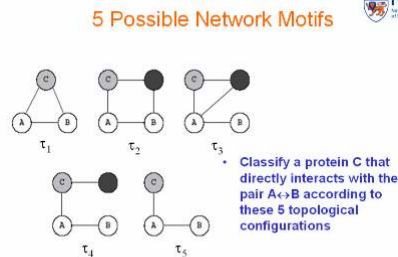 5 Possible Network Motifs
C
A
B
τ1
C
A
B
τ2
C
A
B
τ3
C
A
B
τ4
C
A
B
τ5
• Classify a protein C that
directly interacts with the
pair A↔B according to
these 5 topological
configurations